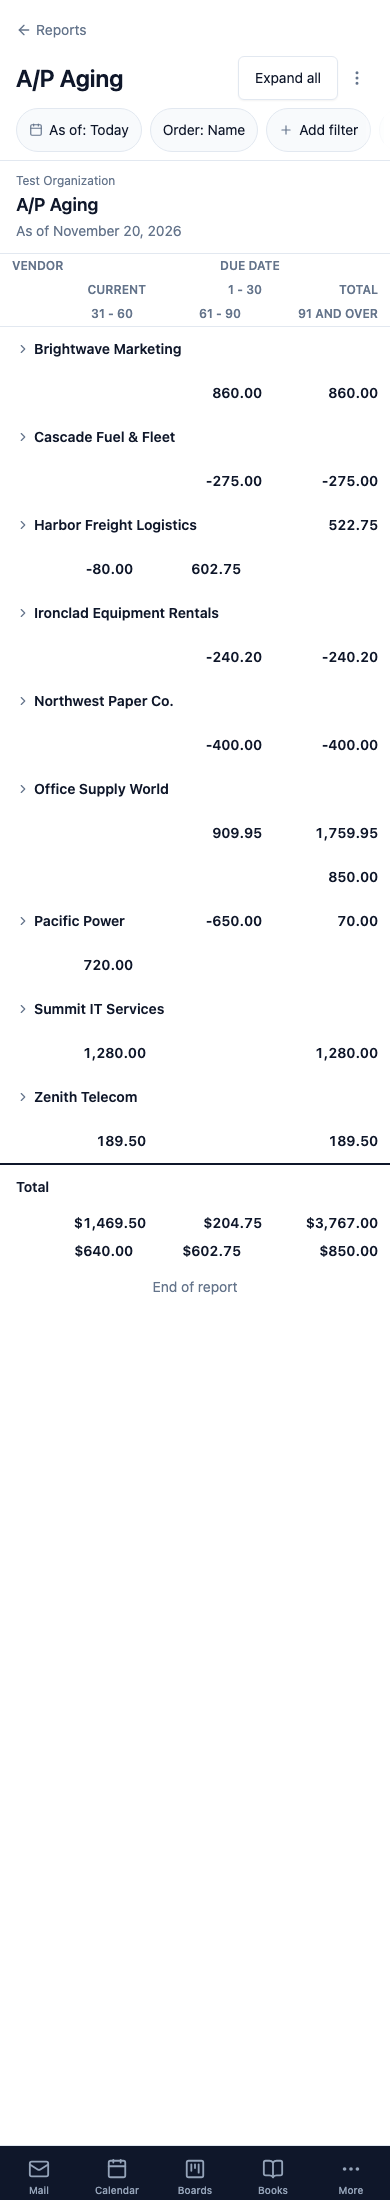 Reports
A/P Aging Expand all
As of: Today Order: Name Add filter
Test Organization
A/P Aging
As of November 20, 2026
VENDOR DUE DATE
CURRENT 1 - 30 TOTAL
31 - 60 61 - 90 91 AND OVER
Brightwave Marketing
860.00 860.00
Cascade Fuel & Fleet
-275.00 -275.00
Harbor Freight Logistics 522.75
-80.00 602.75
Ironclad Equipment Rentals
-240.20 -240.20
Northwest Paper Co.
-400.00 -400.00
Office Supply World
909.95 1,759.95
850.00
Pacific Power -650.00 70.00
720.00
Summit IT Services
1,280.00 1,280.00
Zenith Telecom
189.50 189.50
Total
$1,469.50 $204.75 $3,767.00
$640.00 $602.75 $850.00
End of report
Mail Calendar Boards Books More